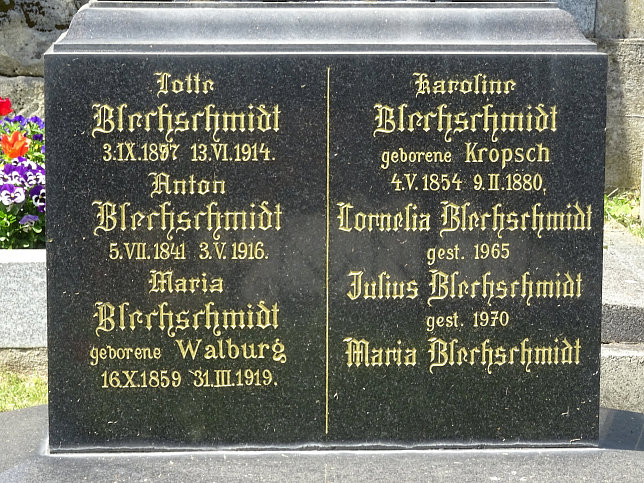 Lotte
Blechschmidt
3.IX.1897 13.VI.1914.
Anton
Blechschmidt
5.VII.1841 3.V.1916.
Maria
Blechschmidt
geborene Walburg
16.X.1859 31.III.1919.
Karoline
Blechschmidt
geborene Kropsch
4.V.1854 9.II.1880.
Cornelia Blechschmidt
gest. 1965
Julius Blechschmidt
gest. 1970
Maria Blechschmidt